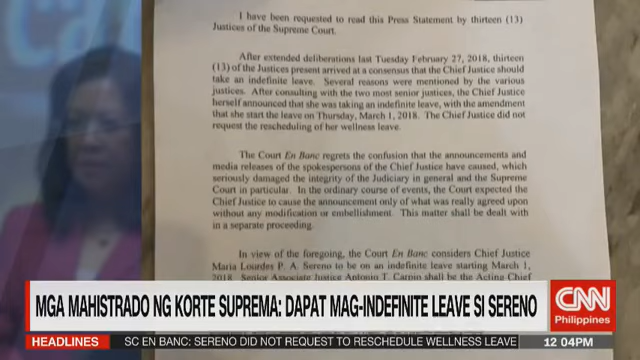 I have been requested to read this Press Statement by thirteen (13)
Justices of the Supreme Court.
After extended deliberations last Tuesday February 27, 2018, thirteen
(13) of the Justices present arrived at a consensus that the Chief Justice should
take an indefinite leave. Several reasons were mentioned by the various
justices. After consulting with the two most senior justices, the Chief Justice
herself announced that she was taking an indefinite leave, with the amendment
that she start the leave on Thursday, March 1, 2018. The Chief Justice did not
request the rescheduling of her wellness leave.
The Court En Banc regrets the confusion that the announcements and
media releases of the spokespersons of the Chief Justice have caused, which
seriously damaged the integrity of the Judiciary in general and the Supreme
Court in particular. In the ordinary course of events, the Court expected the
Chief Justice to cause the announcement only of what was really agreed upon
without any modification or embellishment. This matter shall be dealt with
in a separate proceeding.
In view of the foregoing, the Court En Banc considers Chief Justice
Maria Lourdes P. A. Sereno to be on an indefinite leave starting March 1,
2018. Senior Associate Justice Antonio T. Carpio shall be the Acting Chief
MGA MAHISTRADO NG KORTE SUPREMA: DAPAT MAG-INDEFINITE LEAVE SI SERENO
CNN
Philippines
HEADLINES SC EN BANC: SERENO DID NOT REQUEST TO RESCHEDULE WELLNESS LEAVE 12:04PM